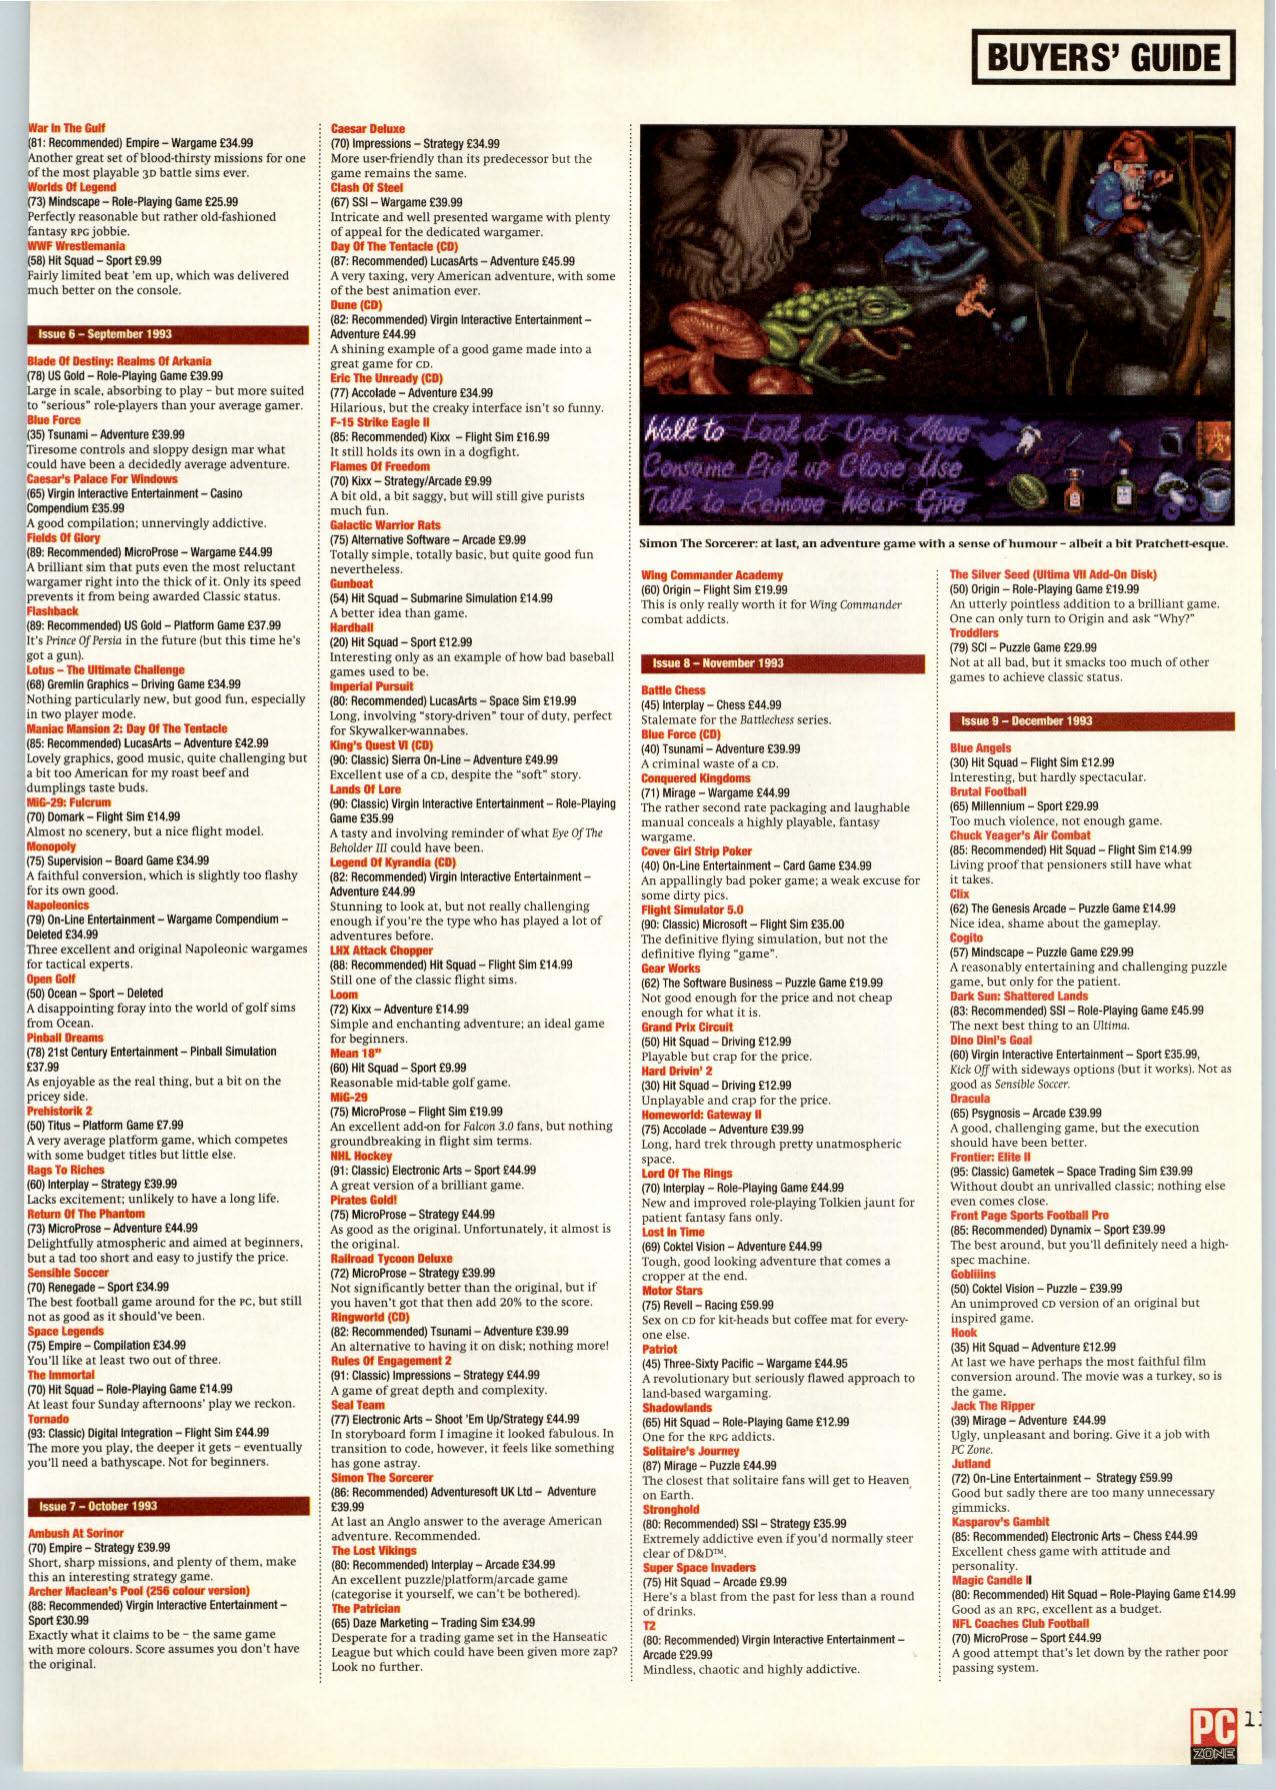 BUYERS' GUIDE
War In The Gulf
(81: Recommended) Empire – Wargame £34.99
Another great set of blood-thirsty missions for one
of the most playable 3D battle sims ever.
Worlds Of Legend
(73) Mindscape – Role-Playing Game £25.99
Perfectly reasonable but rather old-fashioned
fantasy RPG jobbie.
WWF Wrestlemania
(58) Hit Squad – Sport £9.99
Fairly limited beat 'em up, which was delivered
much better on the console.
Issue 6 – September 1993
Blade Of Destiny: Realms Of Arkania
(78) US Gold – Role-Playing Game £39.99
Large in scale, absorbing to play – but more suited
to "serious" role-players than your average gamer.
Blue Force
(35) Tsunami – Adventure £39.99
Tiresome controls and sloppy design mar what
could have been a decidedly average adventure.
Caesar's Palace For Windows
(65) Virgin Interactive Entertainment – Casino
Compendium £35.99
A good compilation; unnervingly addictive.
Fields Of Glory
(89: Recommended) MicroProse – Wargame £44.99
A brilliant sim that puts even the most reluctant
wargamer right into the thick of it. Only its speed
prevents it from being awarded Classic status.
Flashback
(89: Recommended) US Gold – Platform Game £37.99
It's Prince Of Persia in the future (but this time he's
got a gun).
Lotus – The Ultimate Challenge
(68) Gremlin Graphics – Driving Game £34.99
Nothing particularly new, but good fun, especially
in two player mode.
Maniac Mansion 2: Day Of The Tentacle
(85: Recommended) LucasArts – Adventure £42.99
Lovely graphics, good music, quite challenging but
a bit too American for my roast beef and
dumplings taste buds.
MiG-29: Fulcrum
(70) Domark – Flight Sim £14.99
Almost no scenery, but a nice flight model.
Monopoly
(75) Supervision – Board Game £34.99
A faithful conversion, which is slightly too flashy
for its own good.
Napoleonics
(79) On-Line Entertainment – Wargame Compendium –
Deleted £34.99
Three excellent and original Napoleonic wargames
for tactical experts.
Open Golf
(50) Ocean – Sport – Deleted
A disappointing foray into the world of golf sims
from Ocean.
Pinball Dreams
(78) 21st Century Entertainment – Pinball Simulation
£37.99
As enjoyable as the real thing, but a bit on the
pricey side.
Prehistorik 2
(50) Titus – Platform Game £7.99
A very average platform game, which competes
with some budget titles but little else.
Rags To Riches
(60) Interplay – Strategy £39.99
Lacks excitement; unlikely to have a long life.
Return Of The Phantom
(73) MicroProse – Adventure £44.99
Delightfully atmospheric and aimed at beginners,
but a tad too short and easy to justify the price.
Sensible Soccer
(70) Renegade – Sport £34.99
The best football game around for the PC, but still
not as good as it should've been.
Space Legends
(75) Empire – Compilation £34.99
You'll like at least two out of three.
The Immortal
(70) Hit Squad – Role-Playing Game £14.99
At least four Sunday afternoons' play we reckon.
Tornado
(93: Classic) Digital Integration – Flight Sim £44.99
The more you play, the deeper it gets – eventually
you'll need a bathyscape. Not for beginners.
Issue 7 – October 1993
Ambush At Sorinor
(70) Empire – Strategy £39.99
Short, sharp missions, and plenty of them, make
this an interesting strategy game.
Archer Maclean's Pool (256 colour version)
(88: Recommended) Virgin Interactive Entertainment –
Sport £30.99
Exactly what it claims to be – the same game
with more colours. Score assumes you don't have
the original.
Caesar Deluxe
(70) Impressions – Strategy £34.99
More user-friendly than its predecessor but the
game remains the same.
Clash Of Steel
(67) SSI – Wargame £39.99
Intricate and well presented wargame with plenty
of appeal for the dedicated wargamer.
Day Of The Tentacle (CD)
(87: Recommended) LucasArts – Adventure £45.99
A very taxing, very American adventure, with some
of the best animation ever.
Dune (CD)
(82: Recommended) Virgin Interactive Entertainment –
Adventure £44.99
A shining example of a good game made into a
great game for CD.
Eric The Unready (CD)
(77) Accolade – Adventure £34.99
Hilarious, but the creaky interface isn't so funny.
F-15 Strike Eagle II
(85: Recommended) Kixx – Flight Sim £16.99
It still holds its own in a dogfight.
Flames Of Freedom
(70) Kixx – Strategy/Arcade £9.99
A bit old, a bit saggy, but will still give purists
much fun.
Galactic Warrior Rats
(75) Alternative Software – Arcade £9.99
Totally simple, totally basic, but quite good fun
nevertheless.
Gunboat
(54) Hit Squad – Submarine Simulation £14.99
A better idea than game.
Hardball
(20) Hit Squad – Sport £12.99
Interesting only as an example of how bad baseball
games used to be.
Imperial Pursuit
(80: Recommended) LucasArts – Space Sim £19.99
Long, involving "story-driven" tour of duty, perfect
for Skywalker-wannabes.
King's Quest VI (CD)
(90: Classic) Sierra On-Line – Adventure £49.99
Excellent use of a CD, despite the "soft" story.
Lands Of Lore
(90: Classic) Virgin Interactive Entertainment – Role-Playing
Game £35.99
A tasty and involving reminder of what Eye Of The
Beholder III could have been.
Legend Of Kyrandia (CD)
(82: Recommended) Virgin Interactive Entertainment –
Adventure £44.99
Stunning to look at, but not really challenging
enough if you're the type who has played a lot of
adventures before.
LHX Attack Chopper
(88: Recommended) Hit Squad – Flight Sim £14.99
Still one of the classic flight sims.
Loom
(72) Kixx – Adventure £14.99
Simple and enchanting adventure; an ideal game
for beginners.
Mean 18"
(60) Hit Squad – Sport £9.99
Reasonable mid-table golf game.
MiG-29
(75) MicroProse – Flight Sim £19.99
An excellent add-on for Falcon 3.0 fans, but nothing
groundbreaking in flight sim terms.
NHL Hockey
(91: Classic) Electronic Arts – Sport £44.99
A great version of a brilliant game.
Pirates Gold!
(75) MicroProse – Strategy £44.99
As good as the original. Unfortunately, it almost is
the original.
Railroad Tycoon Deluxe
(72) MicroProse – Strategy £39.99
Not significantly better than the original, but if
you haven't got that then add 20% to the score.
Ringworld (CD)
(82: Recommended) Tsunami – Adventure £39.99
An alternative to having it on disk; nothing more!
Rules Of Engagement 2
(91: Classic) Impressions – Strategy £44.99
A game of great depth and complexity.
Seal Team
(77) Electronic Arts – Shoot 'Em Up/Strategy £44.99
In storyboard form I imagine it looked fabulous. In
transition to code, however, it feels like something
has gone astray.
Simon The Sorcerer
(86: Recommended) Adventuresoft UK Ltd – Adventure
£39.99
At last an Anglo answer to the average American
adventure. Recommended.
The Lost Vikings
(80: Recommended) Interplay – Arcade £34.99
An excellent puzzle/platform/arcade game
(categorise it yourself, we can't be bothered).
The Patrician
(65) Daze Marketing – Trading Sim £34.99
Desperate for a trading game set in the Hanseatic
League but which could have been given more zap?
Look no further.
Walk to Look at Open Move
Consume Pick up Close Use
Talk to Remove Wear Give
Simon The Sorcerer: at last, an adventure game with a sense of humour – albeit a bit Pratchett-esque.
Wing Commander Academy
(60) Origin – Flight Sim £19.99
This is only really worth it for Wing Commander
combat addicts.
Issue 8 – November 1993
Battle Chess
(45) Interplay – Chess £44.99
Stalemate for the Battlechess series.
Blue Force (CD)
(40) Tsunami – Adventure £39.99
A criminal waste of a CD.
Conquered Kingdoms
(71) Mirage – Wargame £44.99
The rather second rate packaging and laughable
manual conceals a highly playable, fantasy
wargame.
Cover Girl Strip Poker
(40) On-Line Entertainment – Card Game £34.99
An appallingly bad poker game; a weak excuse for
some dirty pics.
Flight Simulator 5.0
(90: Classic) Microsoft – Flight Sim £35.00
The definitive flying simulation, but not the
definitive flying "game".
Gear Works
(62) The Software Business – Puzzle Game £19.99
Not good enough for the price and not cheap
enough for what it is.
Grand Prix Circuit
(50) Hit Squad – Driving £12.99
Playable but crap for the price.
Hard Drivin' 2
(30) Hit Squad – Driving £12.99
Unplayable and crap for the price.
Homeworld: Gateway II
(75) Accolade – Adventure £39.99
Long, hard trek through pretty unatmospheric
space.
Lord Of The Rings
(70) Interplay – Role-Playing Game £44.99
New and improved role-playing Tolkien jaunt for
patient fantasy fans only.
Lost In Time
(69) Coktel Vision – Adventure £44.99
Tough, good looking adventure that comes a
cropper at the end.
Motor Stars
(75) Revell – Racing £59.99
Sex on CD for kit-heads but coffee mat for every-
one else.
Patriot
(45) Three-Sixty Pacific – Wargame £44.95
A revolutionary but seriously flawed approach to
land-based wargaming.
Shadowlands
(65) Hit Squad – Role-Playing Game £12.99
One for the RPG addicts.
Solitaire's Journey
(87) Mirage – Puzzle £44.99
The closest that solitaire fans will get to Heaven
on Earth.
Stronghold
(80: Recommended) SSI – Strategy £35.99
Extremely addictive even if you'd normally steer
clear of D&D™.
Super Space Invaders
(75) Hit Squad – Arcade £9.99
Here's a blast from the past for less than a round
of drinks.
T2
(80: Recommended) Virgin Interactive Entertainment –
Arcade £29.99
Mindless, chaotic and highly addictive.
The Silver Seed (Ultima VII Add-On Disk)
(50) Origin – Role-Playing Game £19.99
An utterly pointless addition to a brilliant game.
One can only turn to Origin and ask "Why?"
Troddlers
(79) SCI – Puzzle Game £29.99
Not at all bad, but it smacks too much of other
games to achieve classic status.
Issue 9 – December 1993
Blue Angels
(30) Hit Squad – Flight Sim £12.99
Interesting, but hardly spectacular.
Brutal Football
(65) Millennium – Sport £29.99
Too much violence, not enough game.
Chuck Yeager's Air Combat
(85: Recommended) Hit Squad – Flight Sim £14.99
Living proof that pensioners still have what
it takes.
Clix
(62) The Genesis Arcade – Puzzle Game £14.99
Nice idea, shame about the gameplay.
Cogito
(57) Mindscape – Puzzle Game £29.99
A reasonably entertaining and challenging puzzle
game, but only for the patient.
Dark Sun: Shattered Lands
(83: Recommended) SSI – Role-Playing Game £45.99
The next best thing to an Ultima.
Dino Dini's Goal
(60) Virgin Interactive Entertainment – Sport £35.99,
Kick Off with sideways options (but it works). Not as
good as Sensible Soccer.
Dracula
(65) Psygnosis – Arcade £39.99
A good, challenging game, but the execution
should have been better.
Frontier: Elite II
(95: Classic) Gametek – Space Trading Sim £39.99
Without doubt an unrivalled classic; nothing else
even comes close.
Front Page Sports Football Pro
(85: Recommended) Dynamix – Sport £39.99
The best around, but you'll definitely need a high-
spec machine.
Gobliiins
(50) Coktel Vision – Puzzle – £39.99
An unimproved CD version of an original but
inspired game.
Hook
(35) Hit Squad – Adventure £12.99
At last we have perhaps the most faithful film
conversion around. The movie was a turkey, so is
the game.
Jack The Ripper
(39) Mirage – Adventure £44.99
Ugly, unpleasant and boring. Give it a job with
PC Zone.
Jutland
(72) On-Line Entertainment – Strategy £59.99
Good but sadly there are too many unnecessary
gimmicks.
Kasparov's Gambit
(85: Recommended) Electronic Arts – Chess £44.99
Excellent chess game with attitude and
personality.
Magic Candle II
(80: Recommended) Hit Squad – Role-Playing Game £14.99
Good as an RPG, excellent as a budget.
NFL Coaches Club Football
(70) MicroProse – Sport £44.99
A good attempt that's let down by the rather poor
passing system.
PC
ZONE